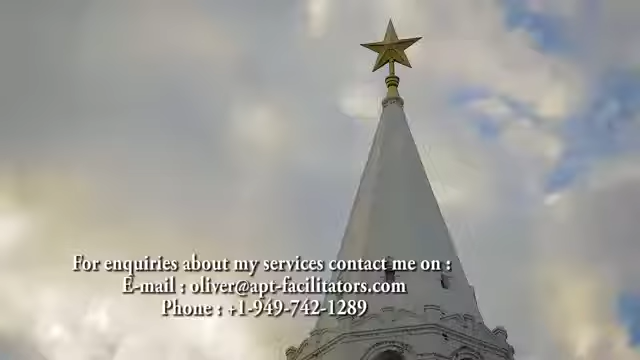 For enquiries about my services contact me on :
E-mail : oliver@apt-facilitators.com
Phone : +1-949-742-1289